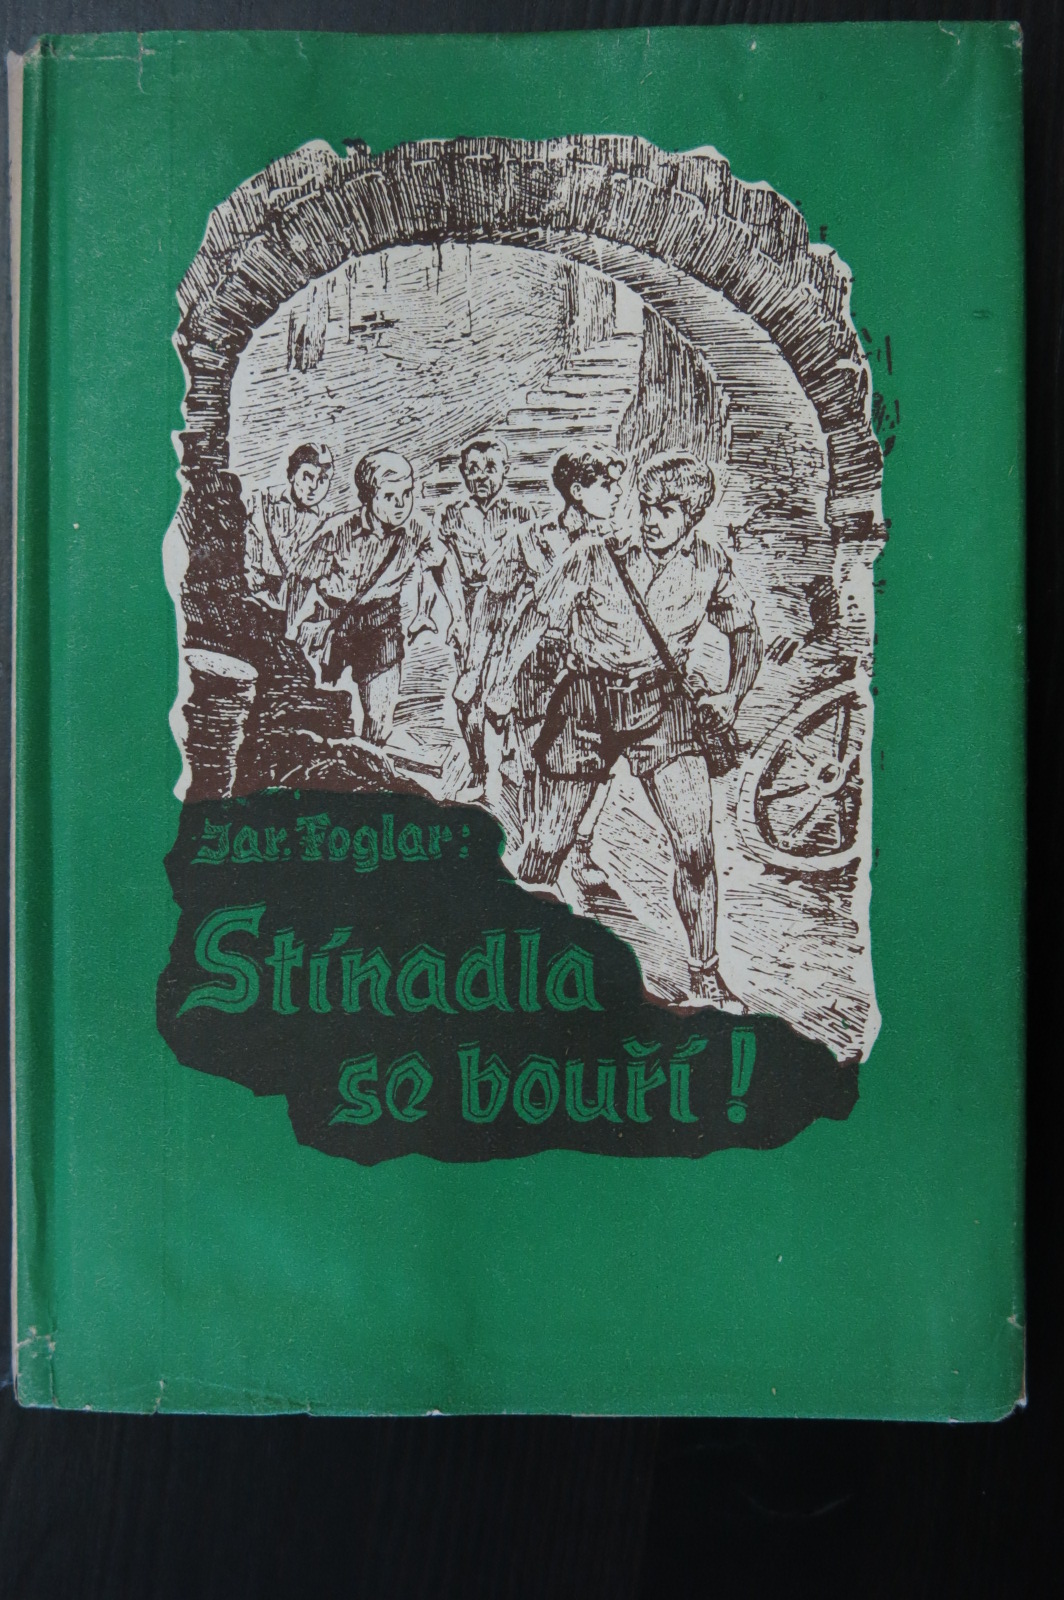 Jar. Foglar:
Stínadla
se bouří!